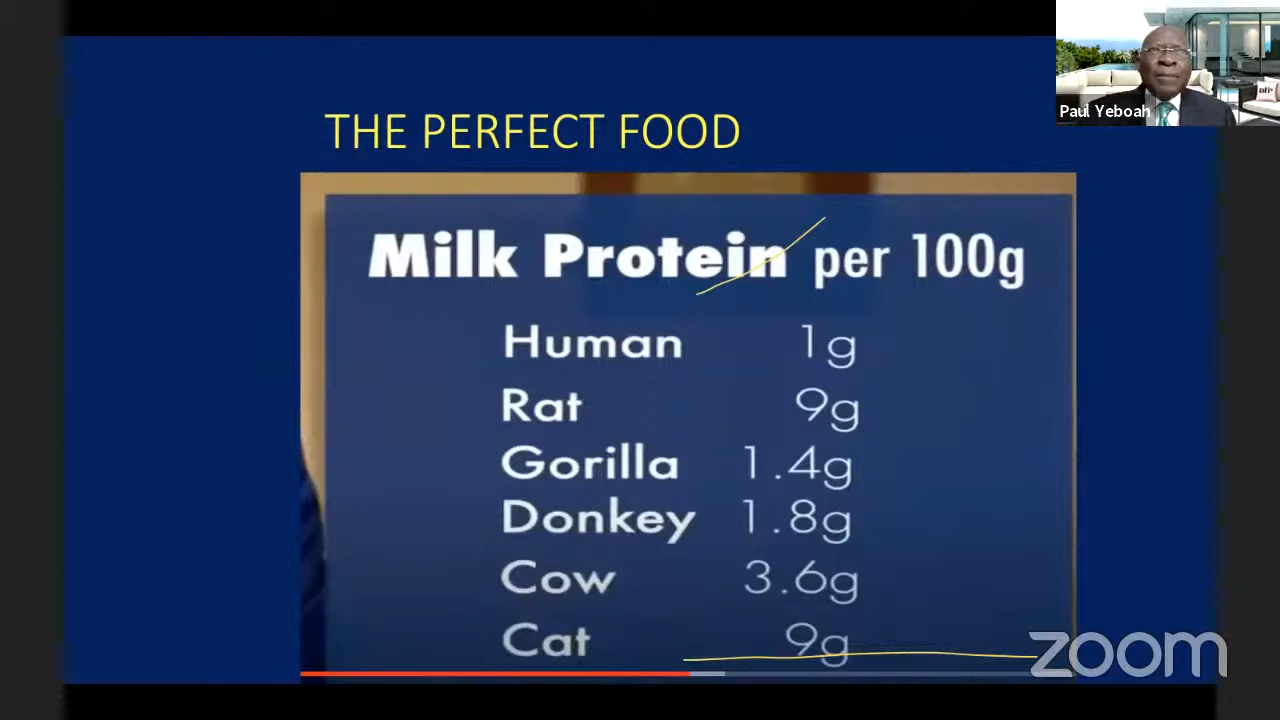 THE PERFECT FOOD
Paul Yeboah
Milk Protein per 100g
Human 1g
Rat 9g
Gorilla 1.4g
Donkey 1.8g
Cow 3.6g
Cat 9g
zoom